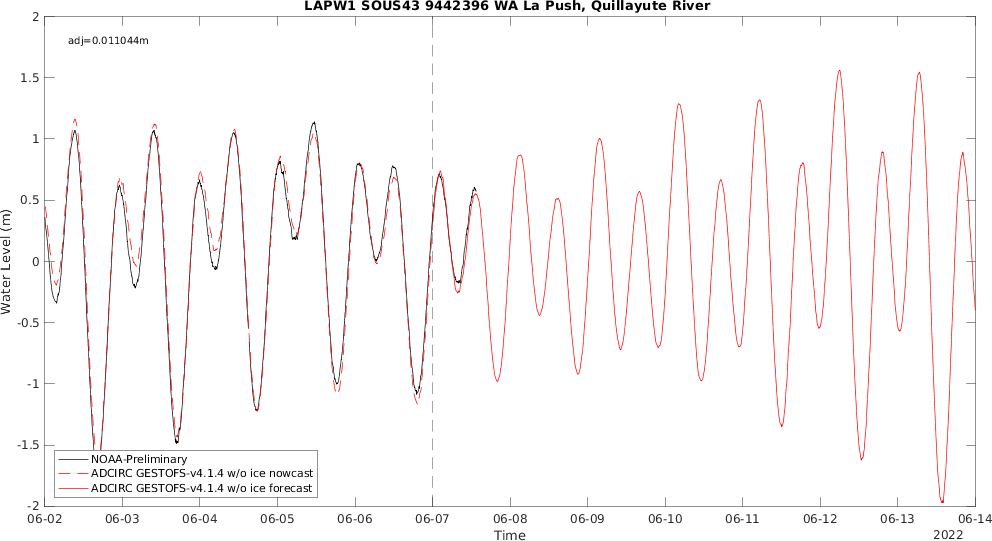 LAPW1 SOUS43 9442396 WA La Push, Quillayute River
adj=0.011044m
2
1.5
1
0.5
0
-0.5
-1
-1.5
-2
Water Level (m)
NOAA-Preliminary
ADCIRC GESTOFS-v4.1.4 w/o ice nowcast
ADCIRC GESTOFS-v4.1.4 w/o ice forecast
06-02 06-03 06-04 06-05 06-06 06-07 06-08 06-09 06-10 06-11 06-12 06-13 06-14
Time
2022